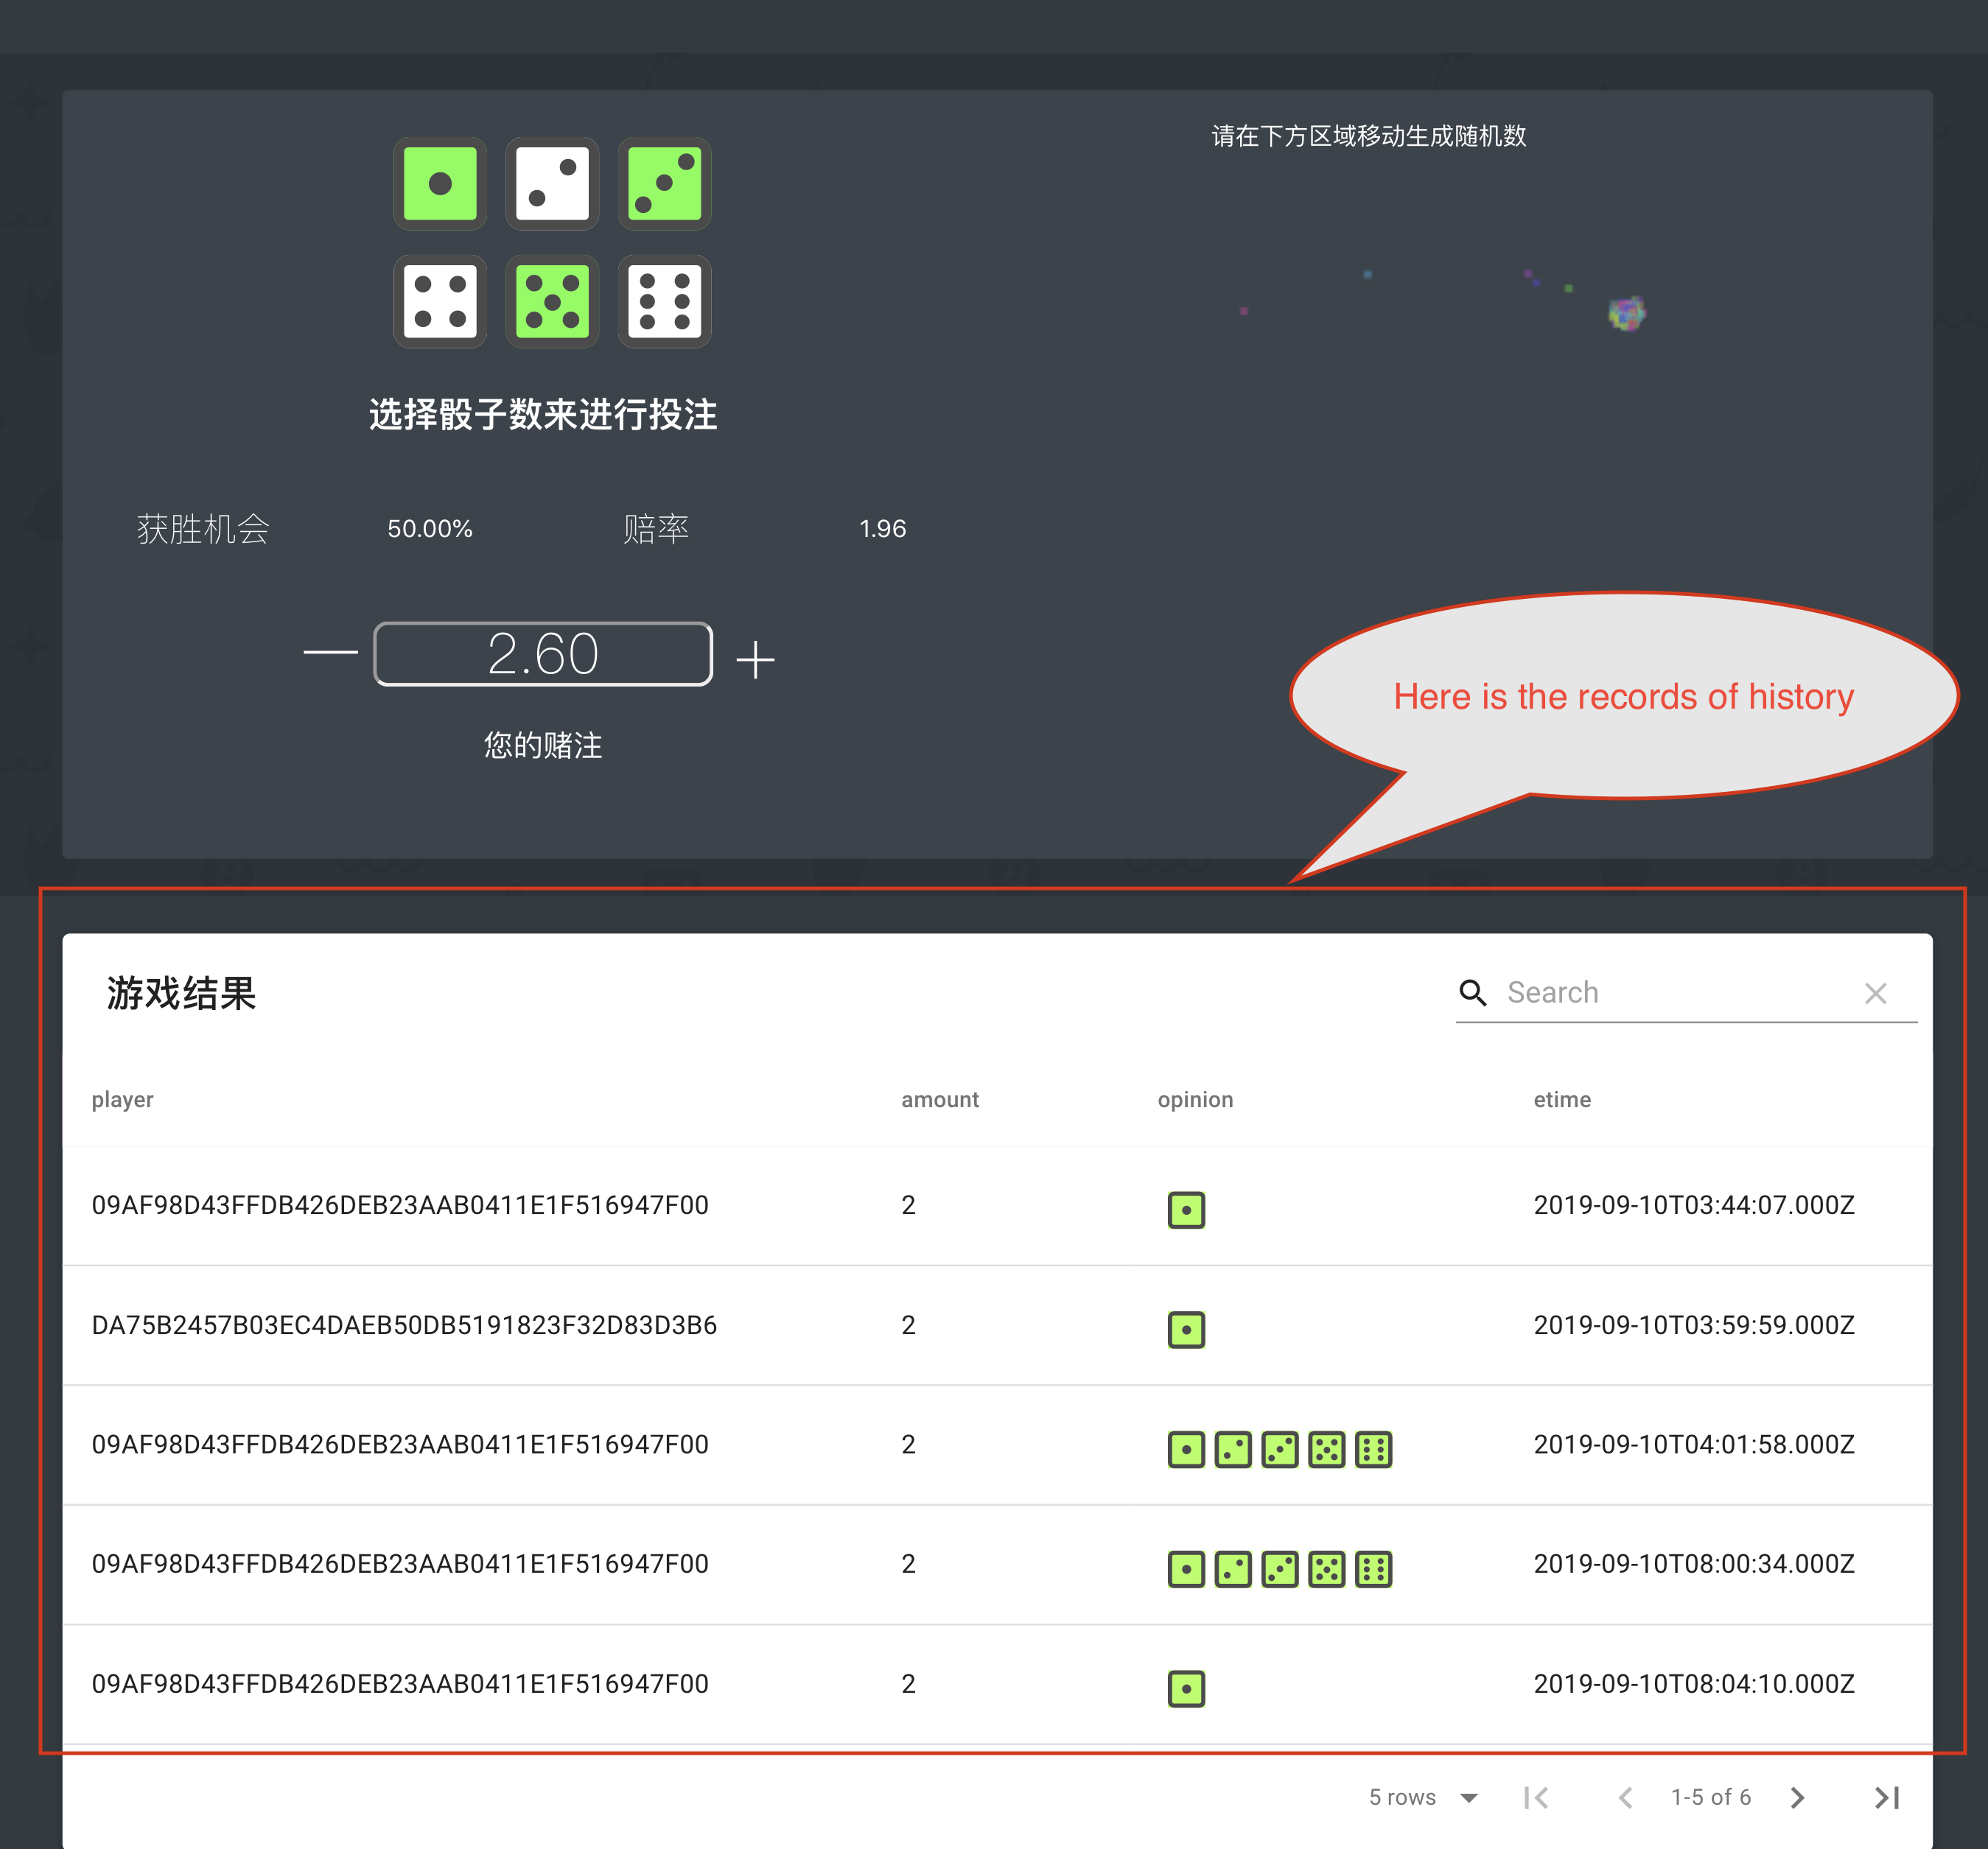 请在下方区域移动生成随机数
选择骰子数来进行投注
获胜机会 50.00% 赔率 1.96
2.60
您的赌注
Here is the records of history
游戏结果 Search
player amount opinion etime
09AF98D43FFDB426DEB23AAB0411E1F516947F00 2 2019-09-10T03:44:07.000Z
DA75B2457B03EC4DAEB50DB5191823F32D83D3B6 2 2019-09-10T03:59:59.000Z
09AF98D43FFDB426DEB23AAB0411E1F516947F00 2 2019-09-10T04:01:58.000Z
09AF98D43FFDB426DEB23AAB0411E1F516947F00 2 2019-09-10T08:00:34.000Z
09AF98D43FFDB426DEB23AAB0411E1F516947F00 2 2019-09-10T08:04:10.000Z
5 rows 1-5 of 6